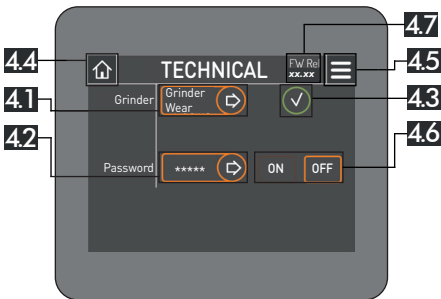 4.7
4.4
TECHNICAL
FW Rel
xx.xx
4.5
4.1
Grinder
Grinder
Wear
4.3
4.2
4.6
Password
*****
ON
OFF